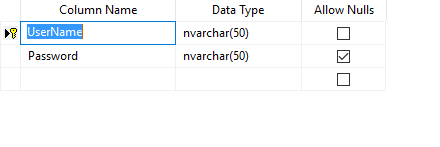 Column Name Data Type Allow Nulls
UserName nvarchar(50)
Password nvarchar(50)